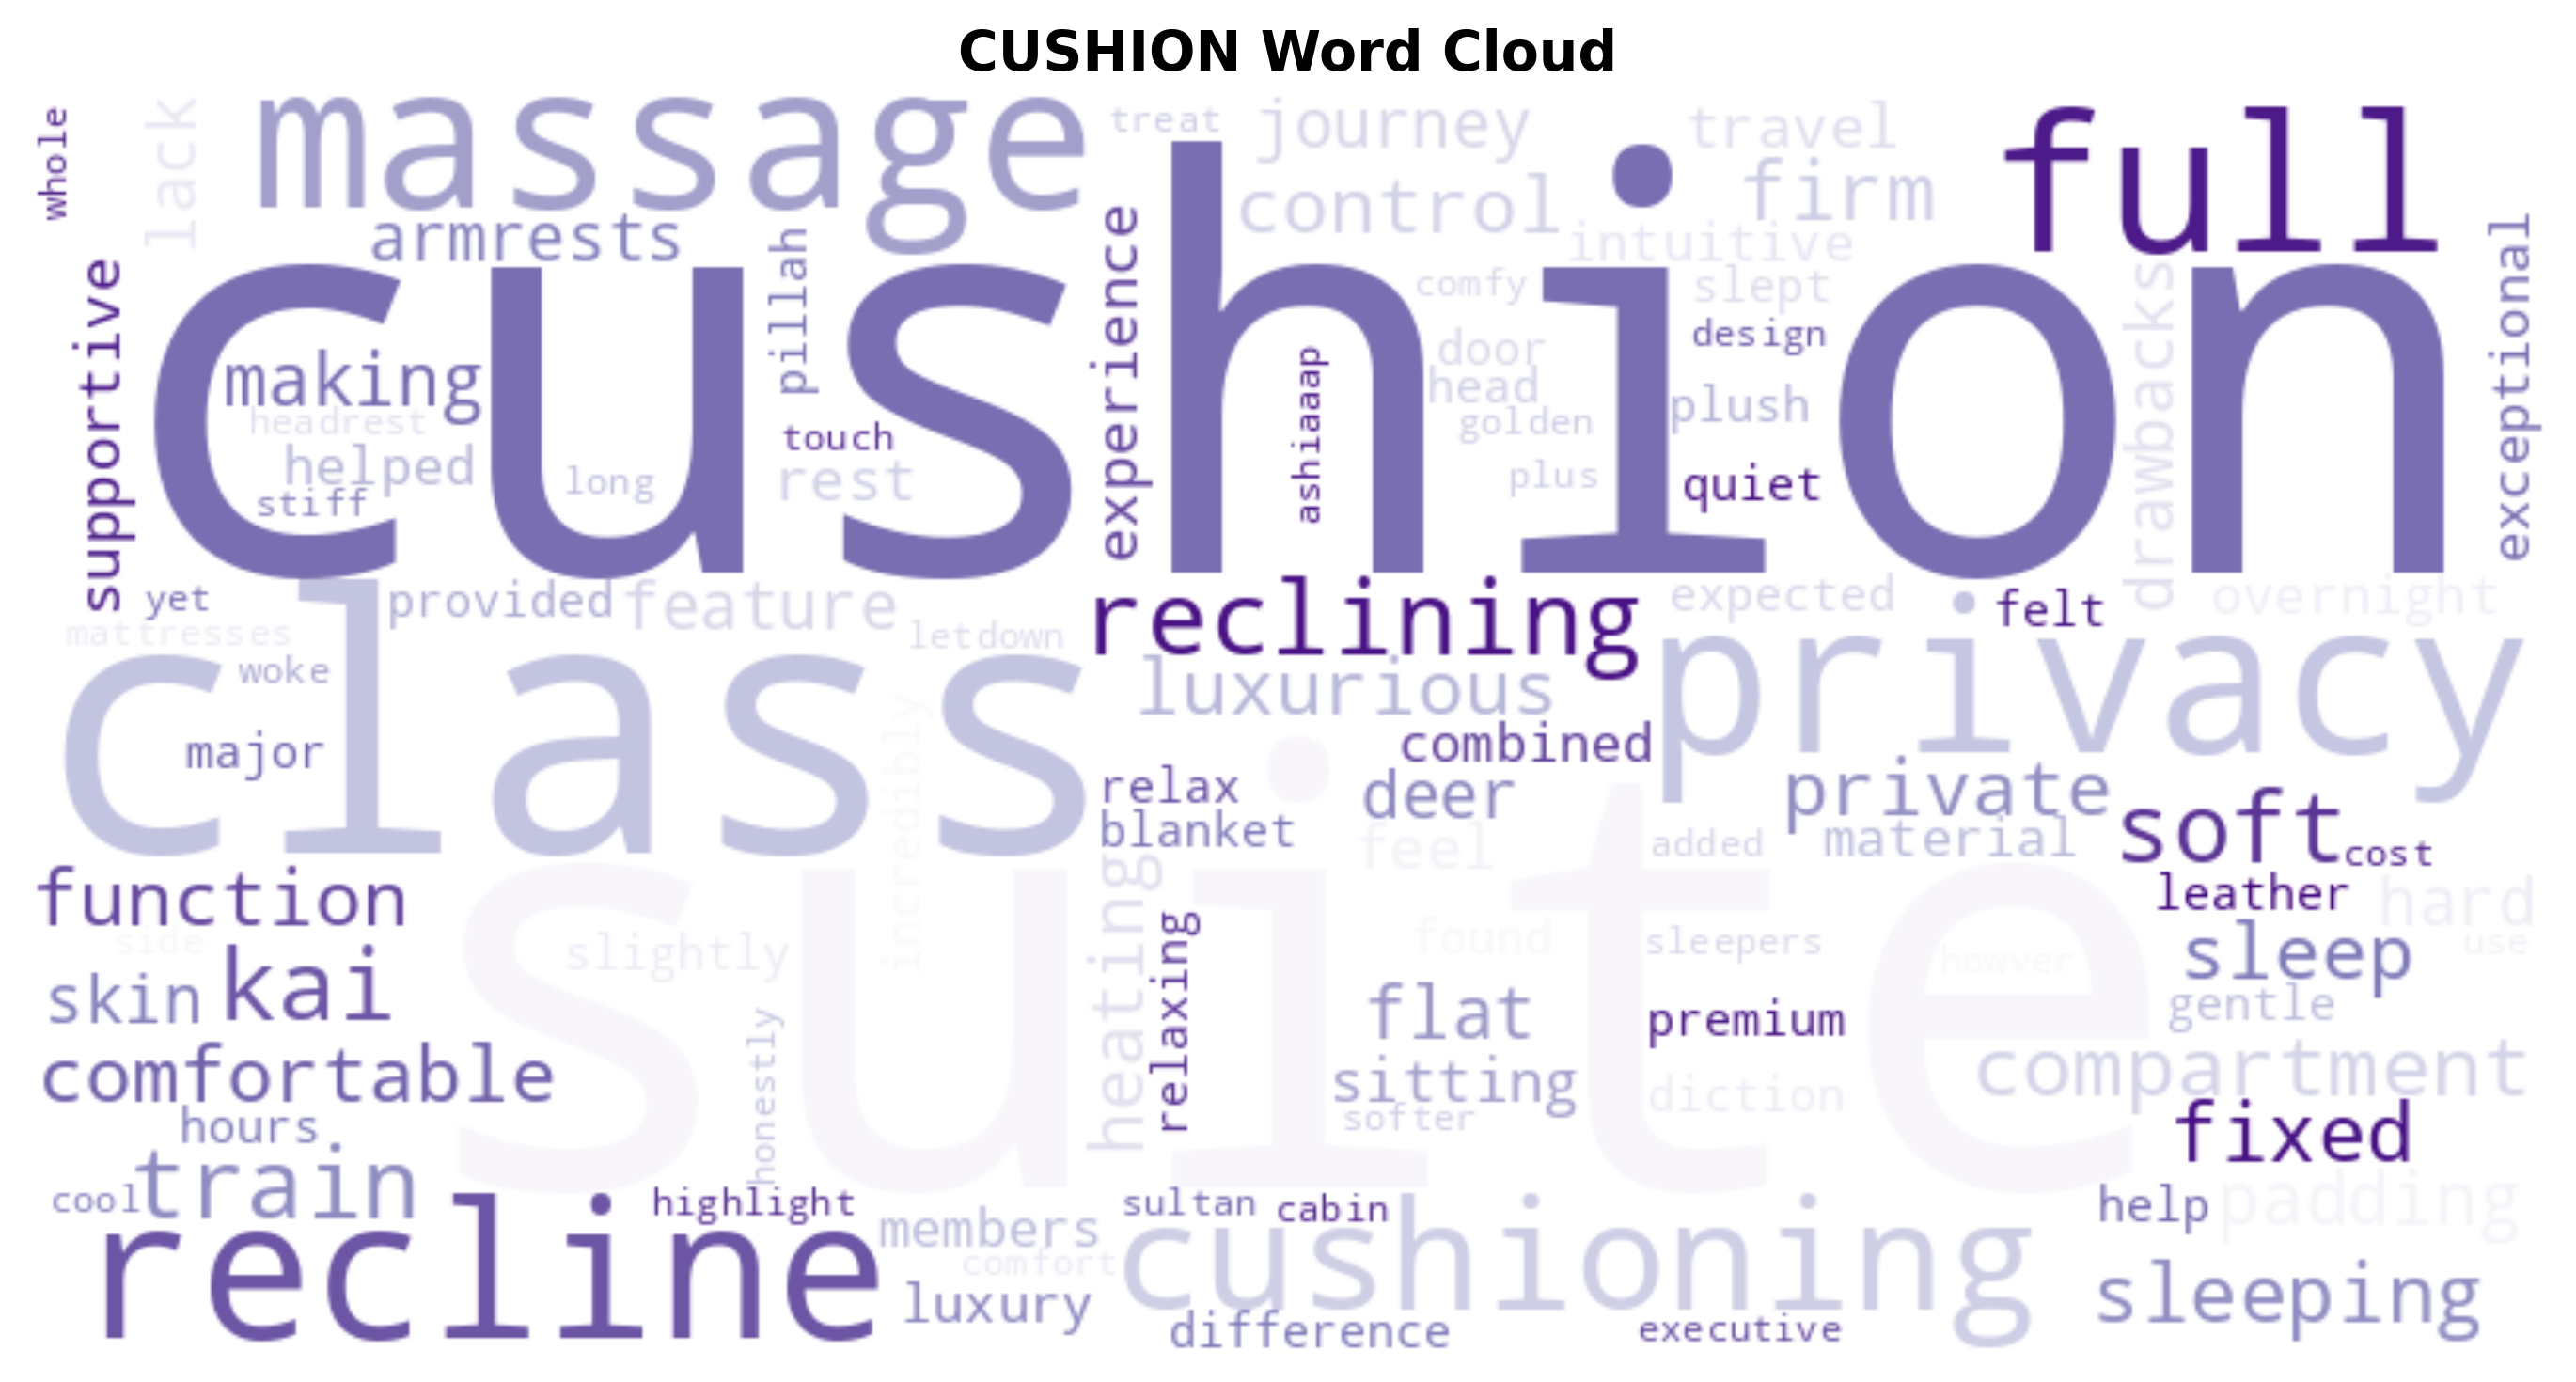 CUSHION Word Cloud
whole
lack
massage
treat
journey
travel
full
control
firm
armrests
intuitive
supportive
pillah
experience
exceptional
cushion
comfy
slept
drawbacks
making
ashiaaap
door
design
head
plush
headrest
touch
golden
helped
rest
long
plus
quiet
stiff
yet
provided
feature
reclining
expected
felt
overnight
mattresses
letdown
class
woke
luxurious
privacy
incredibly
major
combined
relax
deer
private
blanket
feel
added
material
soft
cost
function
heating
leather
hard
suite
side
slightly
relaxing
found
sleepers
howver
sleep
use
skin
kai
flat
premium
gentle
comfortable
honestly
sitting
diction
compartment
hours
softer
fixed
cool
train
highlight
members
sultan
cabin
help
padding
recline
comfort
cushioning
luxury
sleeping
difference
executive